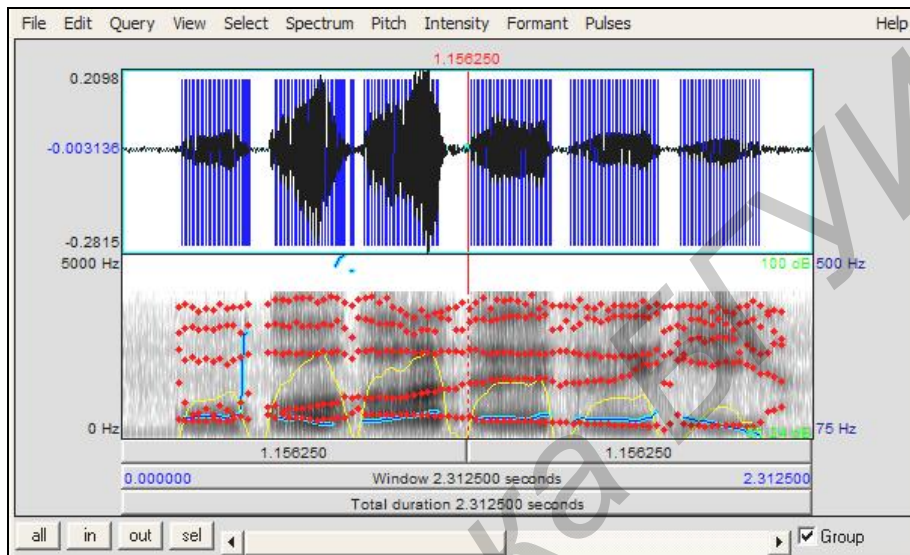 File Edit Query View Select Spectrum Pitch Intensity Formant Pulses Help
1.156250
0.2098
-0.003136
-0.2815
5000 Hz 100 dB 500 Hz
0 Hz 75 Hz
1.156250 1.156250
0.000000 Window 2.312500 seconds 2.312500
Total duration 2.312500 seconds
all in out sel Group
ка БГУИ